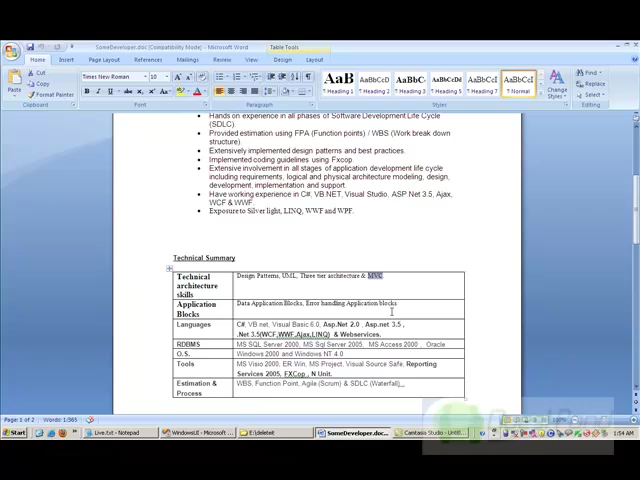 SomeDeveloper.doc [Compatibility Mode] - Microsoft Word
Table Tools
Home Insert Page Layout References Mailings Review View Design Layout
Paste
Cut
Copy
Format Painter
Clipboard
Times New Roman 10
Font
Paragraph
AaB AaBbCc AaBbC AaBbCcDd AaBbCcI AaBbCcI
Heading 1 Heading 2 Heading 3 Heading 5 Heading 7 Normal
Styles
Change Styles
Find
Replace
Select
Editing
Hands on experience in all phases of Software Development Life Cycle
(SDLC).
Provided estimation using FPA (Function points) / WBS (Work break down
structure).
Extensively implemented design patterns and best practices.
Implemented coding guidelines using Fxcop.
Extensive involvement in all stages of application development life cycle
including requirements, logical and physical architecture modeling, design,
development, implementation and support.
Have working experience in C#, VB.NET, Visual Studio, ASP.Net 3.5, Ajax,
WCF & WWF.
Exposure to Silver light, LINQ, WWF and WPF.
Technical Summary
Technical architecture skills
Design Patterns, UML, Three tier architecture & MVC.
Application Blocks
Data Application Blocks, Error handling Application blocks
Languages
C#, VB net, Visual Basic 6.0, Asp.Net 2.0 , Asp.net 3.5 ,
.Net 3.5(WCF,WWF,Ajax,LINQ) & Webservices.
RDBMS
MS SQL Server 2000, MS Sql Server 2005, MS Access 2000 , Oracle
O.S.
Windows 2000 and Windows NT 4.0
Tools
MS Visio 2000, ER Win, MS Project, Visual Source Safe, Reporting
Services 2005, FXCop , N Unit.
Estimation & Process
WBS, Function Point, Agile (Scrum) & SDLC (Waterfall)
Page: 1 of 2 Words: 1/365
Start
Live.txt - Notepad
WindowsUI - Microsoft ...
E:\deleteit
SomeDeveloper.doc...
Camtasia Studio - Untitl...
1:54 AM